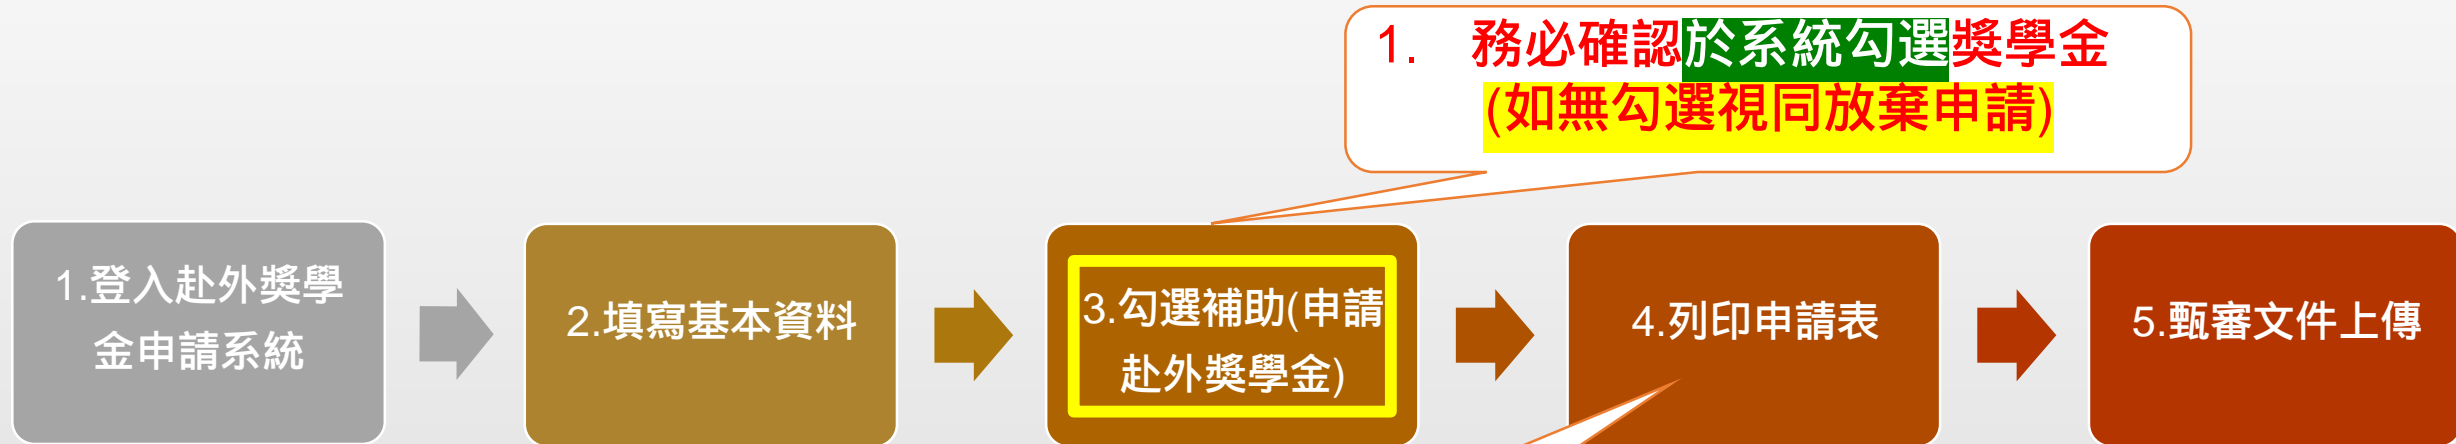 1. 務必確認於系統勾選獎學金
(如無勾選視同放棄申請)
1.登入赴外獎學
金申請系統
2.填寫基本資料
3.勾選補助(申請
赴外獎學金)
4.列印申請表
5.甄審文件上傳